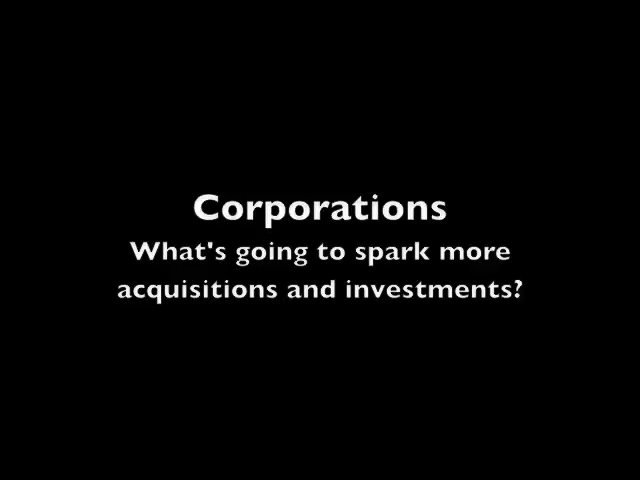 Corporations
What's going to spark more
acquisitions and investments?